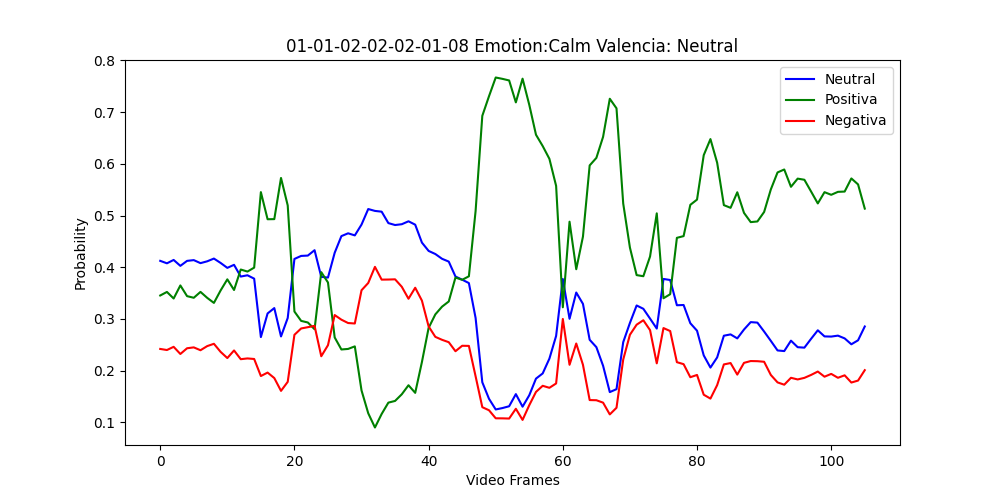 01-01-02-02-02-01-08 Emotion:Calm Valencia: Neutral
0.8
0.7
0.6
0.5
0.4
0.3
0.2
0.1
Probability
Neutral
Positiva
Negativa
0 20 40 60 80 100
Video Frames